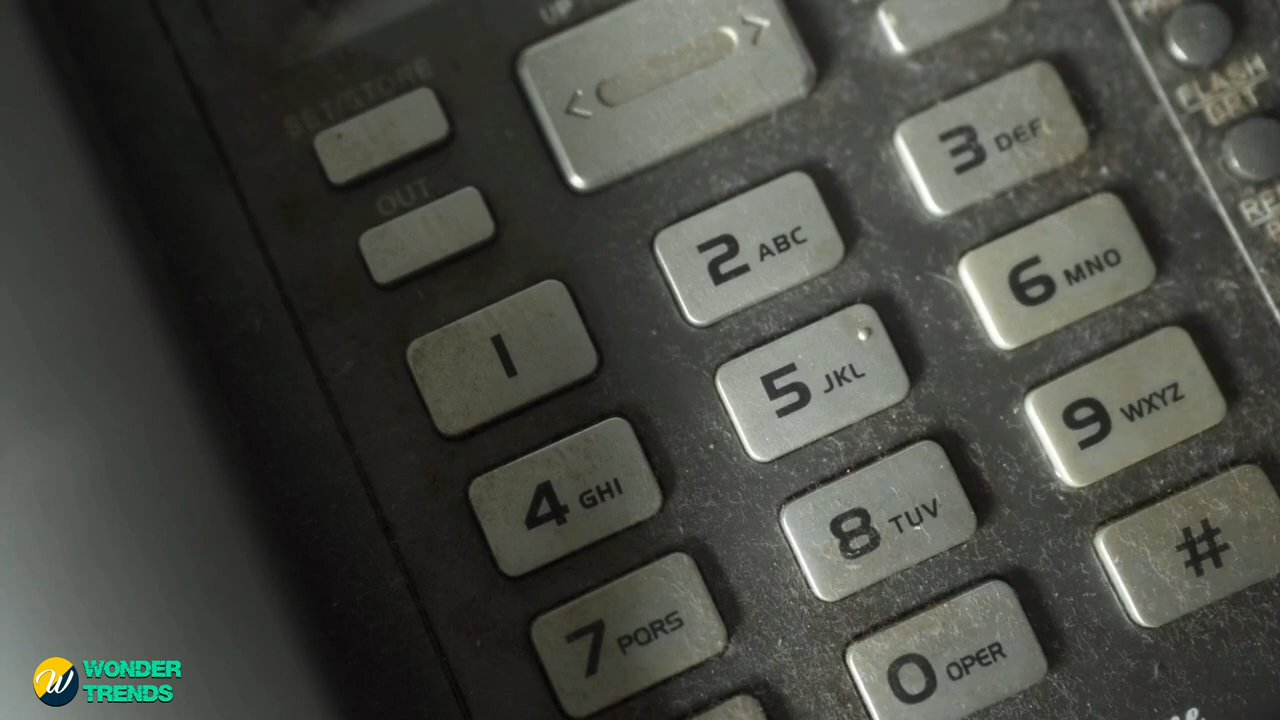 UP
SET/STORE
< >
OUT
FLASH
1
2 ABC
3 DEF
4 GHI
5 JKL
6 MNO
7 PQRS
8 TUV
9 WXYZ
0 OPER
#
WONDER
TRENDS